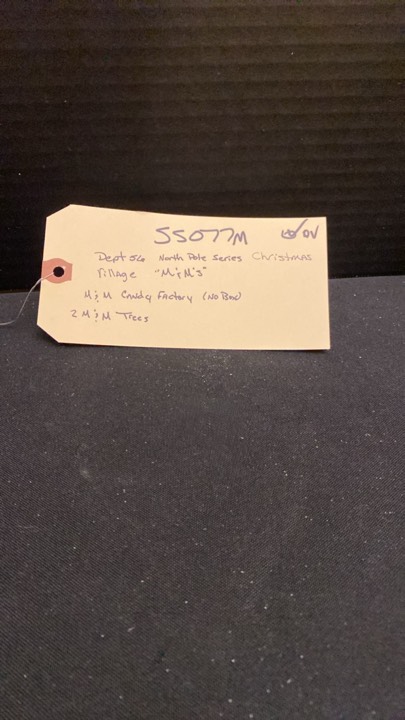 SS077M
Dept 56 North Pole Series Christmas
Village "M&M's"
M&M Candy Factory (No Box)
2 M&M Trees